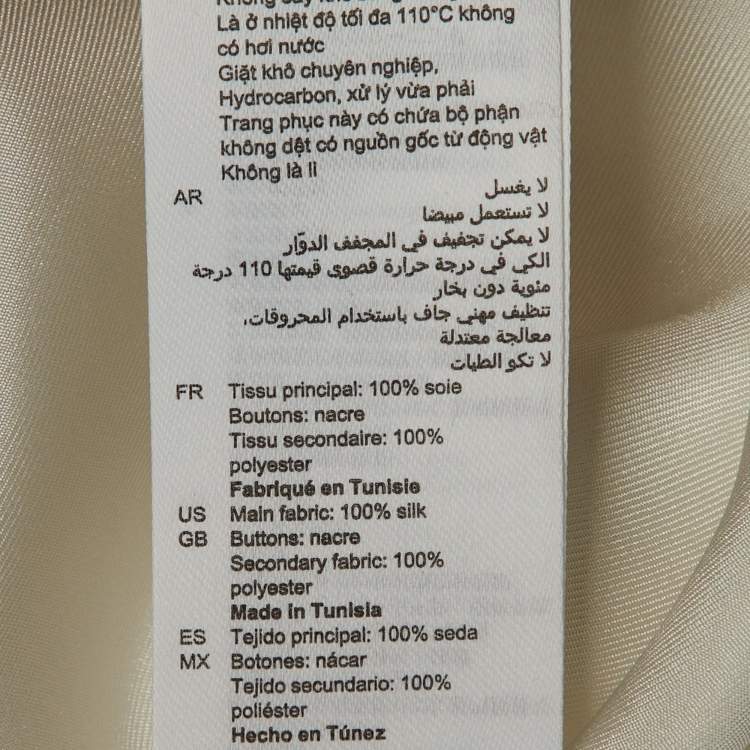 Là ở nhiệt độ tối đa 110°C không
có hơi nước
Giặt khô chuyên nghiệp,
Hydrocarbon, xử lý vừa phải
Trang phục này có chứa bộ phận
không dệt có nguồn gốc từ động vật
Không là li
AR
لا يغسل
لا تستعمل مبيضا
لا يمكن تجفيف في المجفف الدوّار
الكي في درجة حرارة قصوى قيمتها 110 درجة
مئوية دون بخار
تنظيف مهني جاف باستخدام المحروقات،
معالجة معتدلة
لا تكو الطيات
FR Tissu principal: 100% soie
Boutons: nacre
Tissu secondaire: 100%
polyester
Fabriqué en Tunisie
US Main fabric: 100% silk
GB Buttons: nacre
Secondary fabric: 100%
polyester
Made in Tunisia
ES Tejido principal: 100% seda
MX Botones: nácar
Tejido secundario: 100%
poliéster
Hecho en Túnez